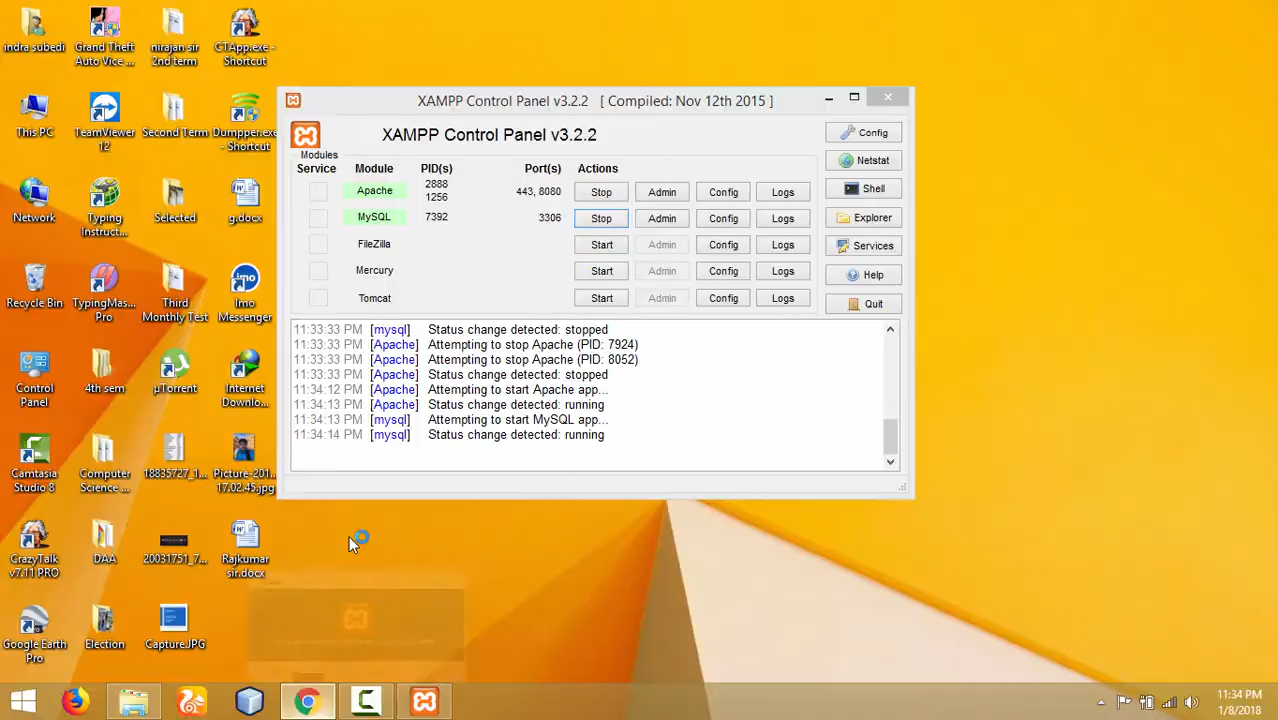 indra subedi
Grand Theft
Auto Vice ...
nirajan sir
2nd term
CTApp.exe -
Shortcut
This PC
TeamViewer
12
Second Term
Dumpper.exe
- Shortcut
Network
Typing
Instruct...
Selected
g.docx
Recycle Bin
TypingMas...
Pro
Third
Monthly Test
Imo
Messenger
Control
Panel
4th sem
µTorrent
Internet
Downlo...
Camtasia
Studio 8
Computer
Science ...
18835727_1...
Picture-201...
17.02.45.jpg
CrazyTalk
v7.11 PRO
DAA
20031751_7...
Rajkumar
sir.docx
Google Earth
Pro
Election
Capture.JPG
XAMPP Control Panel v3.2.2 [ Compiled: Nov 12th 2015 ]
XAMPP Control Panel v3.2.2
Modules
Service Module PID(s) Port(s) Actions
Apache 2888 1256 443, 8080 Stop Admin Config Logs
MySQL 7392 3306 Stop Admin Config Logs
FileZilla Start Admin Config Logs
Mercury Start Admin Config Logs
Tomcat Start Admin Config Logs
Config
Netstat
Shell
Explorer
Services
Help
Quit
11:33:33 PM [mysql] Status change detected: stopped
11:33:33 PM [Apache] Attempting to stop Apache (PID: 7924)
11:33:33 PM [Apache] Attempting to stop Apache (PID: 8052)
11:33:33 PM [Apache] Status change detected: stopped
11:34:12 PM [Apache] Attempting to start Apache app...
11:34:13 PM [Apache] Status change detected: running
11:34:13 PM [mysql] Attempting to start MySQL app...
11:34:14 PM [mysql] Status change detected: running
11:34 PM
1/8/2018